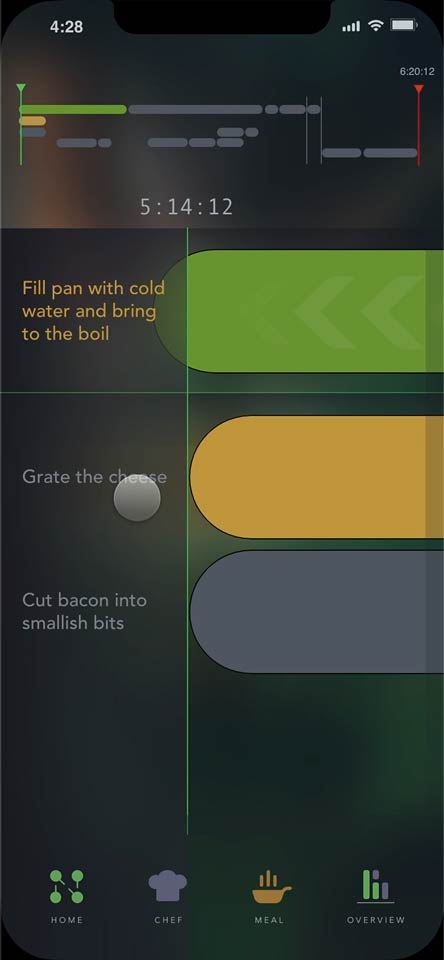 4:28
6:20:12
5:14:12
Fill pan with cold
water and bring
to the boil
Grate the cheese
Cut bacon into
smallish bits
HOME CHEF MEAL OVERVIEW